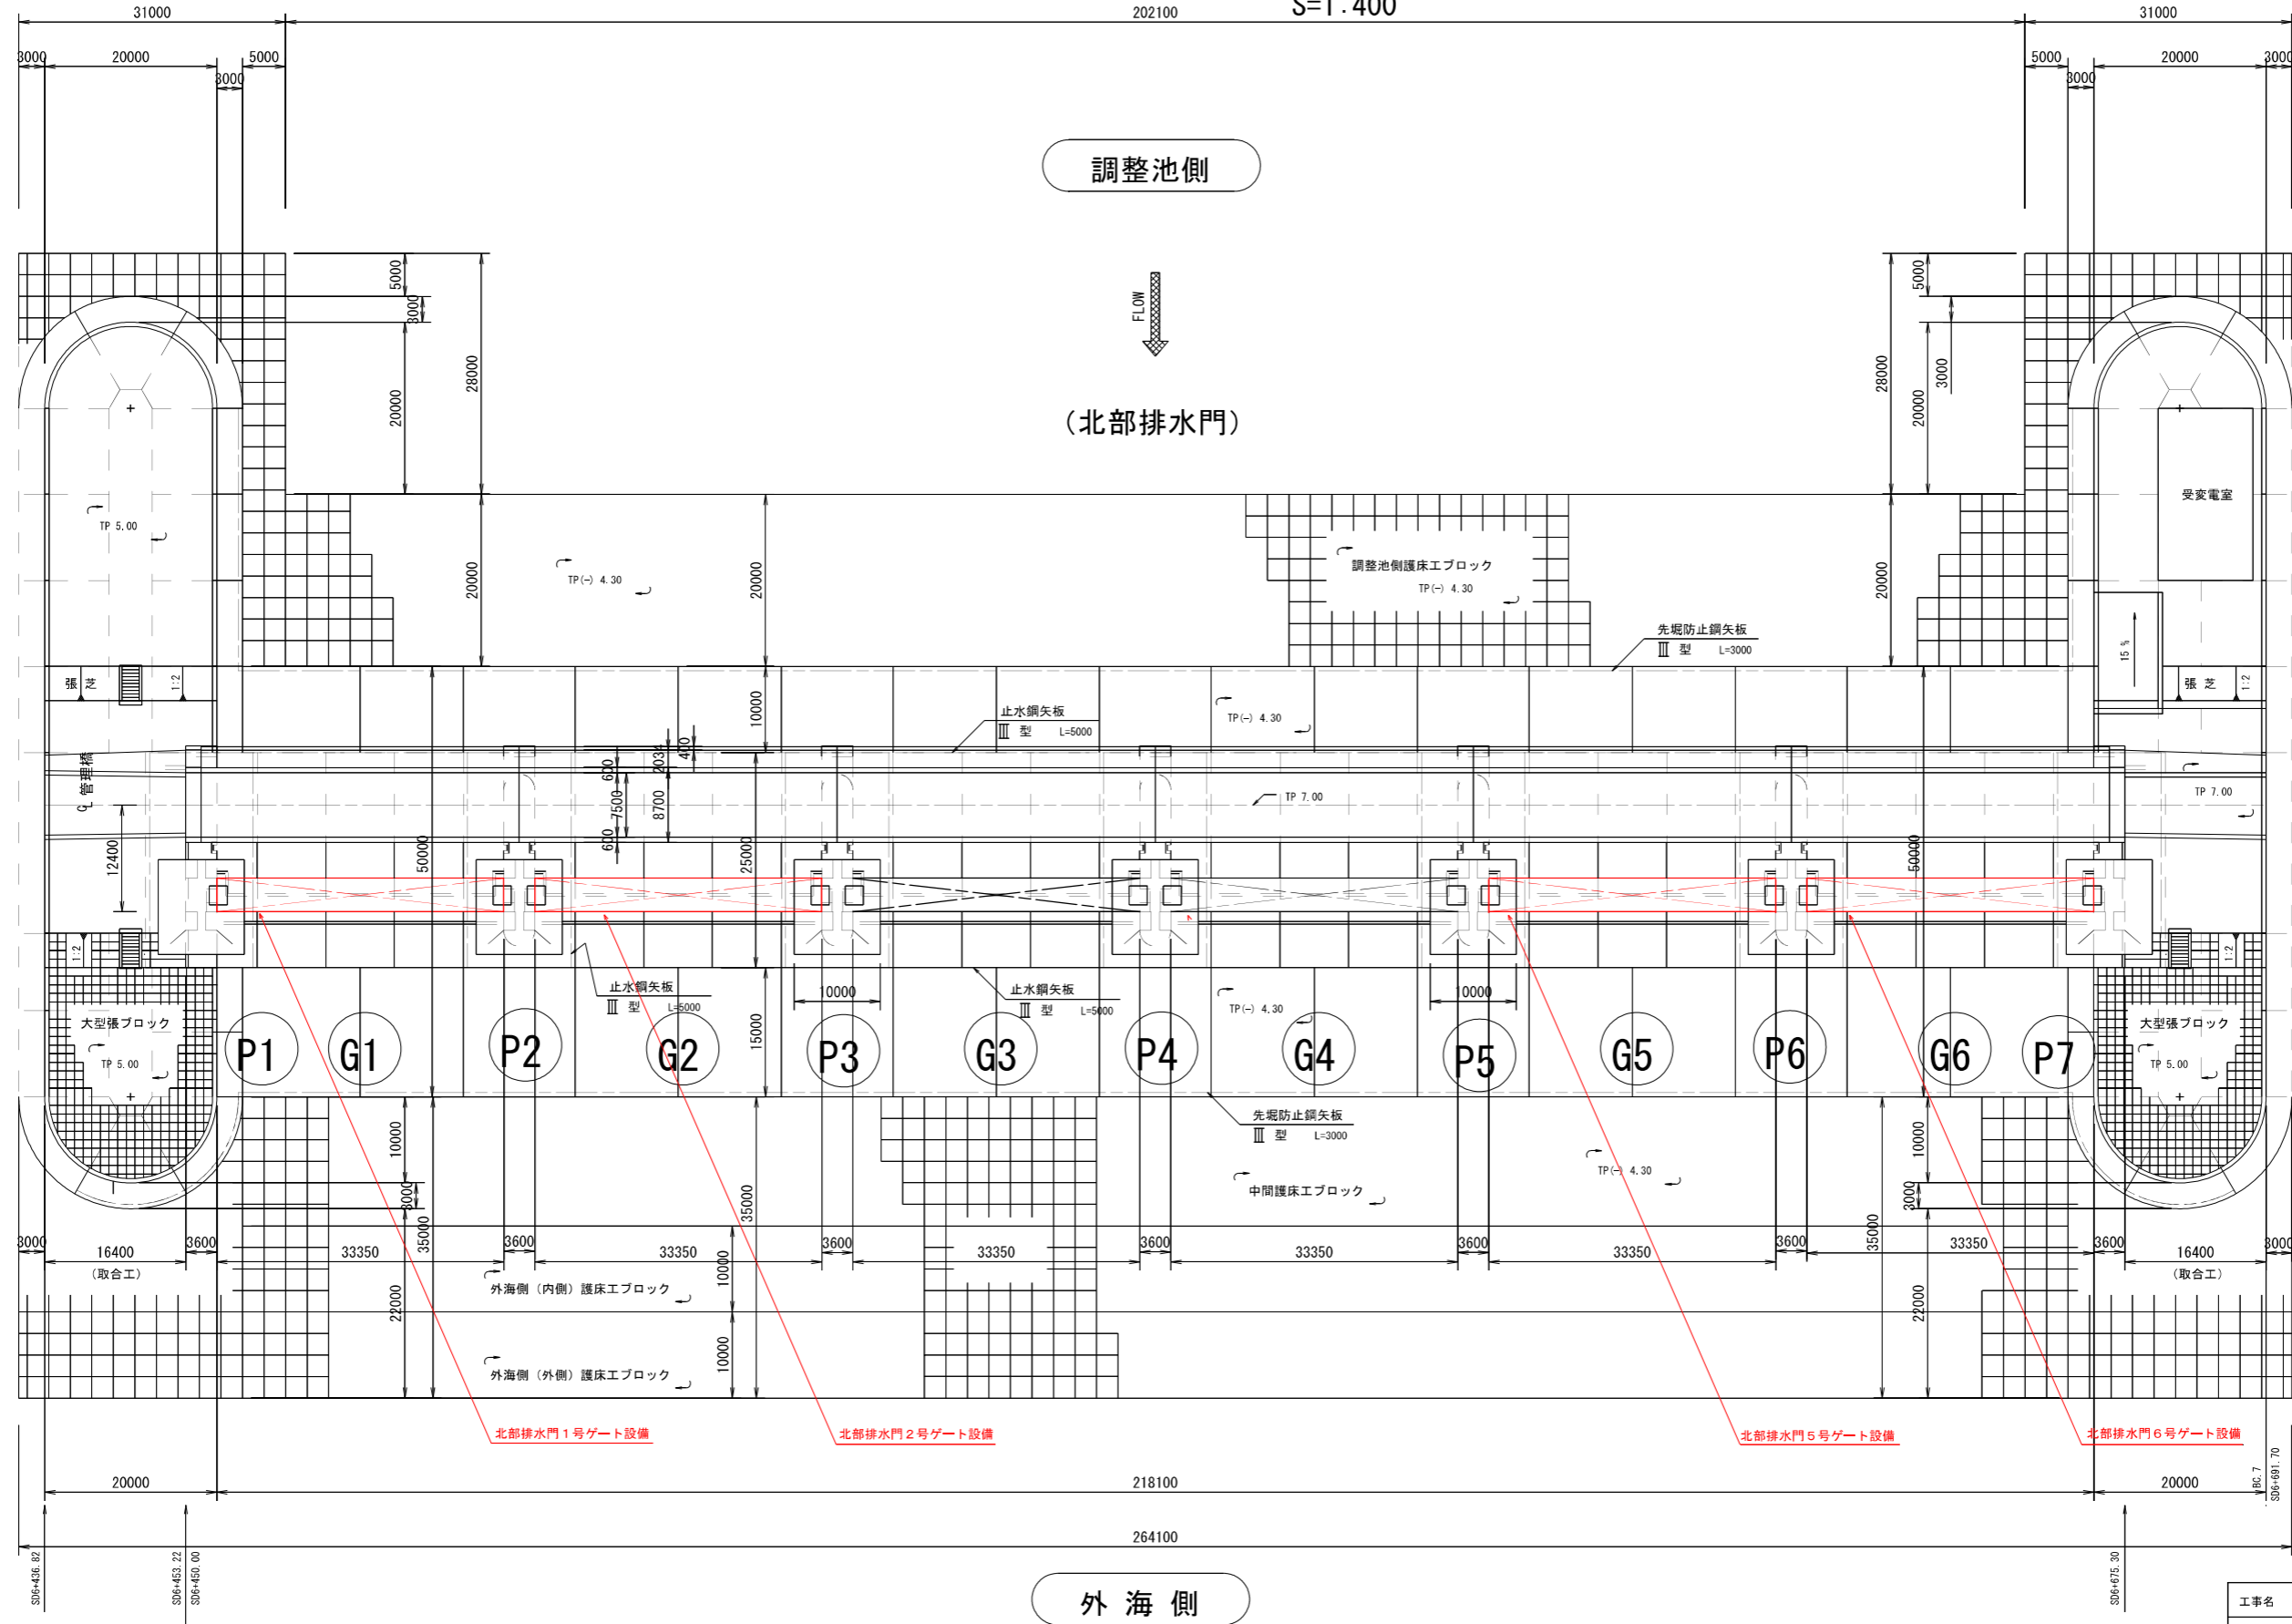 S=1:400
31000
202100
31000
3000
20000
3000
5000
5000
3000
20000
3000
調整池側
FLOW
(北部排水門)
5000
3000
20000
28000
28000
5000
3000
20000
受変電室
TP 5.00
TP(-) 4.30
20000
20000
調整池側護床工ブロック
TP(-) 4.30
20000
先堀防止鋼矢板
Ⅲ 型 L=3000
15 %
張 芝
1:2
張 芝
1:2
10000
止水鋼矢板
Ⅲ 型 L=5000
TP(-) 4.30
CL 管理橋
600
2034
400
7500
8700
600
TP 7.00
TP 7.00
12400
50000
25000
50000
1:2
1:2
止水鋼矢板
Ⅲ 型 L=5000
10000
止水鋼矢板
Ⅲ 型 L=5000
TP(-) 4.30
10000
15000
大型張ブロック
TP 5.00
大型張ブロック
TP 5.00
P1
G1
P2
G2
P3
G3
P4
G4
P5
G5
P6
G6
P7
先堀防止鋼矢板
Ⅲ 型 L=3000
中間護床工ブロック
TP(-) 4.30
10000
3000
35000
22000
35000
10000
10000
10000
3000
35000
22000
3000
16400
(取合工)
3600
33350
3600
33350
3600
33350
3600
33350
3600
33350
3600
33350
3600
16400
(取合工)
3000
外海側(内側)護床工ブロック
外海側(外側)護床工ブロック
北部排水門1号ゲート設備
北部排水門2号ゲート設備
北部排水門5号ゲート設備
北部排水門6号ゲート設備
20000
218100
20000
BC.7
SD6+691.70
264100
SD6+436.82
SD6+453.22
SD6+450.00
SD6+675.30
外 海 側
工事名